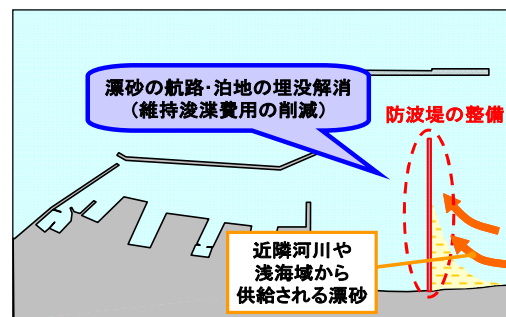 漂砂の航路・泊地の埋没解消
（維持浚渫費用の削減）
防波堤の整備
近隣河川や
浅海域から
供給される漂砂